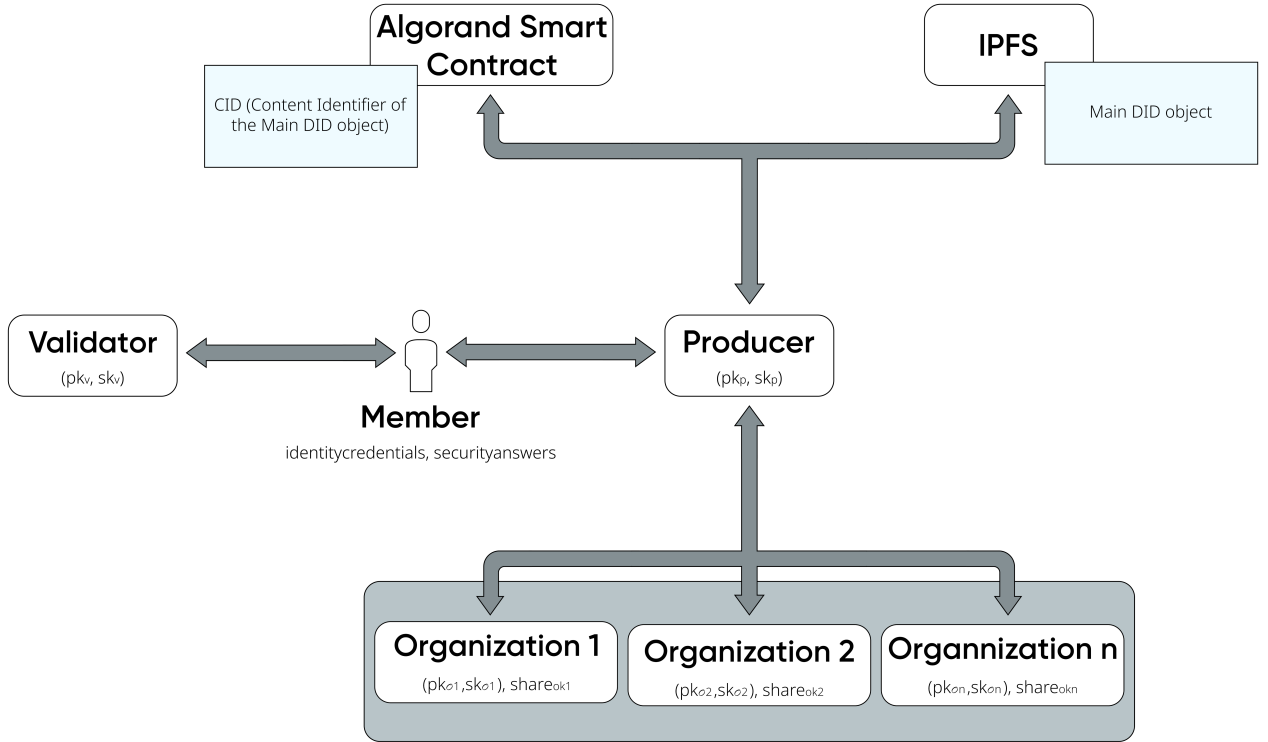 Algorand Smart
Contract
IPFS
CID (Content Identifier of
the Main DID object)
Main DID object
Validator
(pkv, skv)
Member
identitycredentials, securityanswers
Producer
(pkp, skp)
Organization 1
(pko1,sko1), shareok1
Organization 2
(pko2,sko2), shareok2
Organnization n
(pkon,skon), shareokn